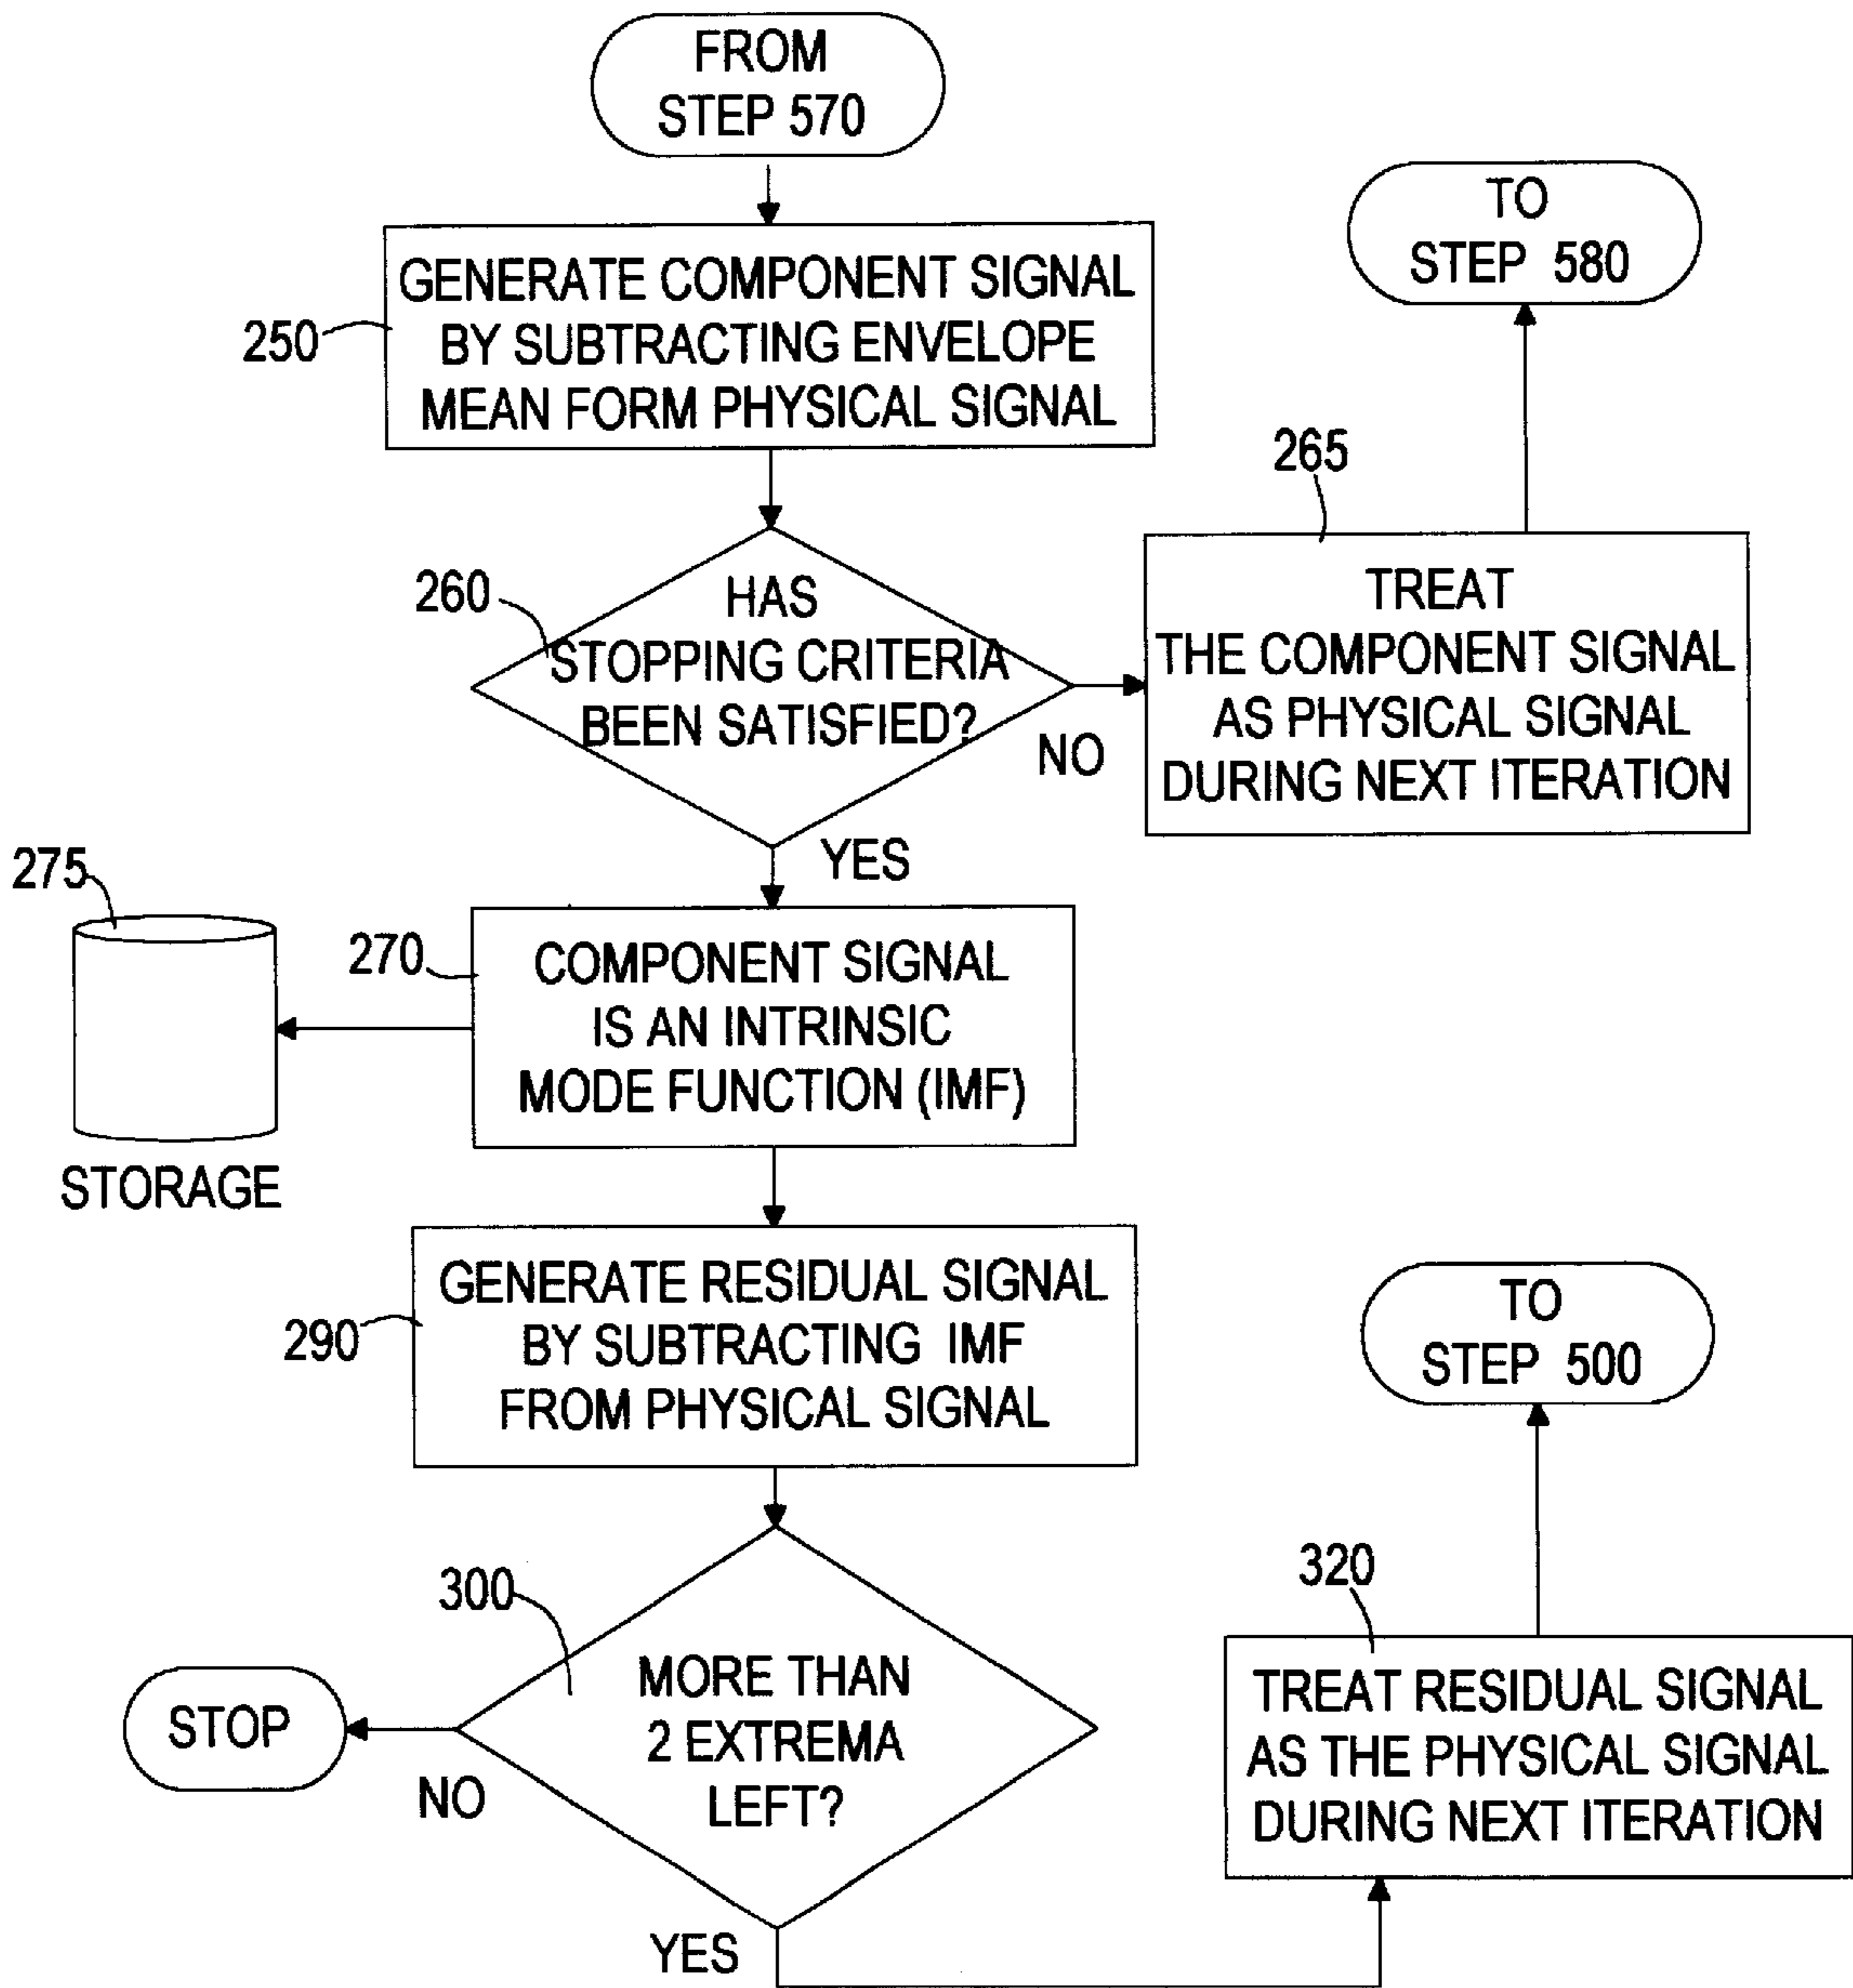 FROM
STEP 570
TO
STEP 580
250
GENERATE COMPONENT SIGNAL
BY SUBTRACTING ENVELOPE
MEAN FORM PHYSICAL SIGNAL
265
260
HAS
STOPPING CRITERIA
BEEN SATISFIED?
NO
TREAT
THE COMPONENT SIGNAL
AS PHYSICAL SIGNAL
DURING NEXT ITERATION
YES
275
STORAGE
270
COMPONENT SIGNAL
IS AN INTRINSIC
MODE FUNCTION (IMF)
290
GENERATE RESIDUAL SIGNAL
BY SUBTRACTING IMF
FROM PHYSICAL SIGNAL
TO
STEP 500
300
MORE THAN
2 EXTREMA
LEFT?
NO
STOP
YES
320
TREAT RESIDUAL SIGNAL
AS THE PHYSICAL SIGNAL
DURING NEXT ITERATION